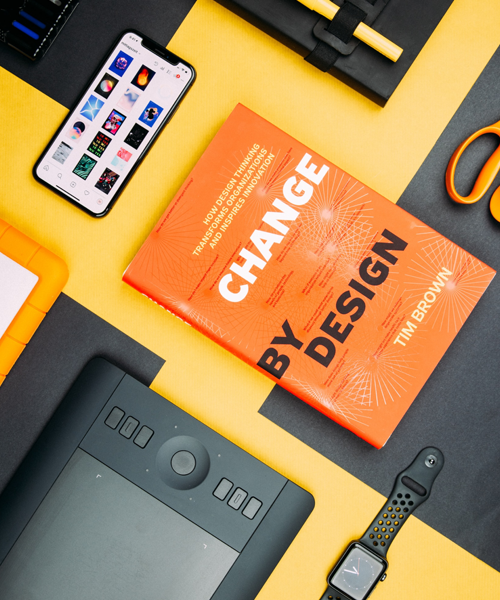 HOW DESIGN THINKING
TRANSFORMS ORGANIZATIONS
AND INSPIRES INNOVATION
CHANGE
BY
DESIGN
TIM BROWN